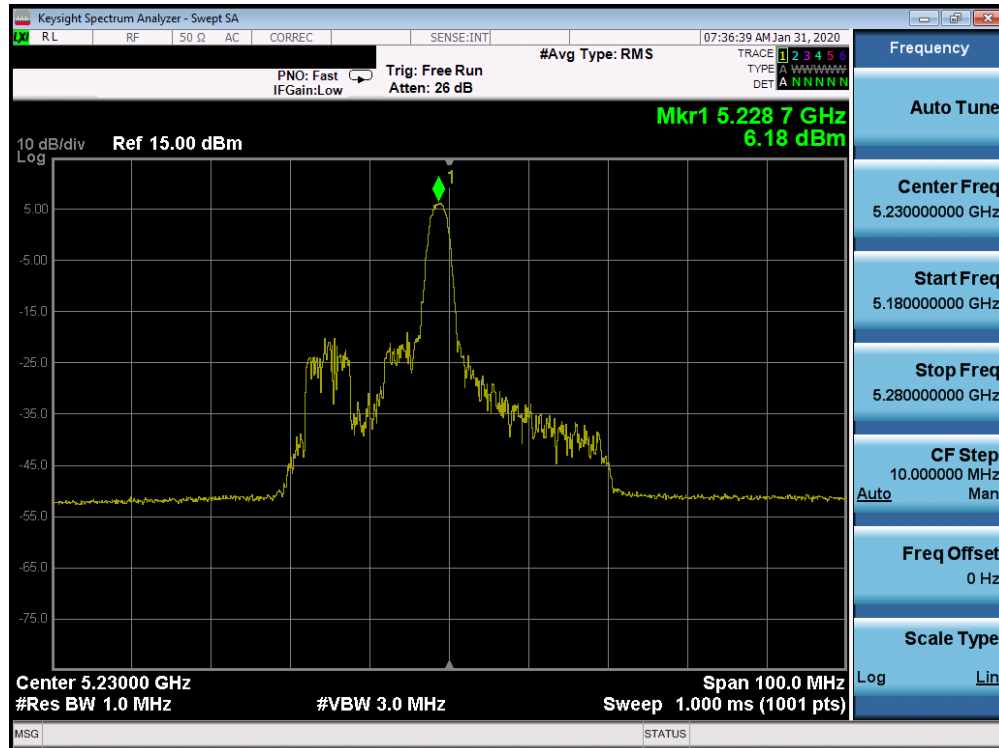 Keysight Spectrum Analyzer - Swept SA
LXI RL RF 50 Ω AC CORREC SENSE:INT 07:36:39 AM Jan 31, 2020
PNO: Fast
IFGain:Low
Trig: Free Run
Atten: 26 dB
#Avg Type: RMS
TRACE 1 2 3 4 5 6
TYPE A WWWWW
DET A N N N N N
Mkr1 5.228 7 GHz
6.18 dBm
10 dB/div Ref 15.00 dBm
Log
1
5.00
-5.00
-15.0
-25.0
-35.0
-45.0
-55.0
-65.0
-75.0
Center 5.23000 GHz Span 100.0 MHz
#Res BW 1.0 MHz #VBW 3.0 MHz Sweep 1.000 ms (1001 pts)
MSG STATUS
Frequency
Auto Tune
Center Freq
5.230000000 GHz
Start Freq
5.180000000 GHz
Stop Freq
5.280000000 GHz
CF Step
10.000000 MHz
Auto Man
Freq Offset
0 Hz
Scale Type
Log Lin